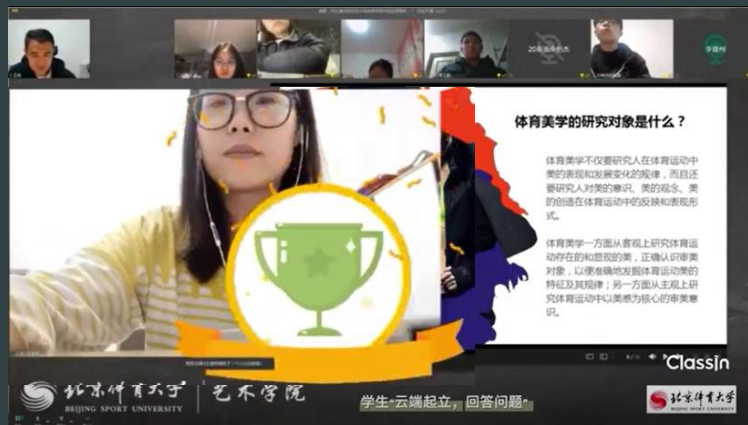 李雄州
体育美学的研究对象是什么？
体育美学不仅要研究人在体育运动中
美的表现和发展变化的规律，而且还
要研究人对美的意识、美的观念、美
的创造在体育运动中的反映和表现形
式。
体育美学一方面从客观上研究体育运
动存在的和显现的美，正确认识审美
对象，以便准确地发掘体育运动美的
特征及其规律；另一方面从主观上研
究体育运动中以美感为核心的审美意
识。
ClassIn
北京体育大学
BEIJING SPORT UNIVERSITY
艺术学院
学生“云端起立，回答问题”
北京体育大学
BEIJING SPORT UNIVERSITY